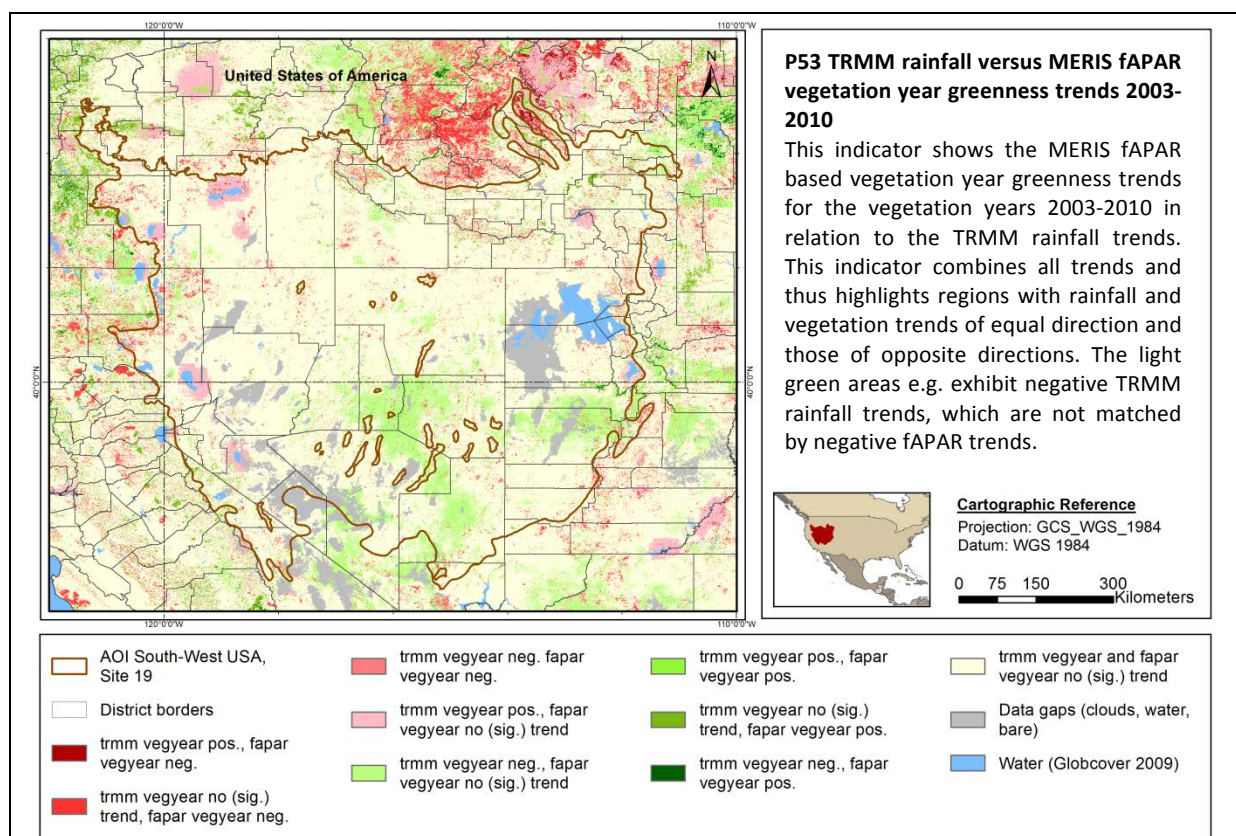 120°0'0"W
110°0'0"W
United States of America
N
40°0'0"N
40°0'0"N
120°0'0"W
110°0'0"W
P53 TRMM rainfall versus MERIS fAPAR
vegetation year greenness trends 2003-
2010
This indicator shows the MERIS fAPAR
based vegetation year greenness trends
for the vegetation years 2003-2010 in
relation to the TRMM rainfall trends.
This indicator combines all trends and
thus highlights regions with rainfall and
vegetation trends of equal direction and
those of opposite directions. The light
green areas e.g. exhibit negative TRMM
rainfall trends, which are not matched
by negative fAPAR trends.
Cartographic Reference
Projection: GCS_WGS_1984
Datum: WGS 1984
0 75 150 300
Kilometers
AOI South-West USA,
Site 19
District borders
trmm vegyear pos., fapar
vegyear neg.
trmm vegyear no (sig.)
trend, fapar vegyear neg.
trmm vegyear neg. fapar
vegyear neg.
trmm vegyear pos., fapar
vegyear no (sig.) trend
trmm vegyear neg., fapar
vegyear no (sig.) trend
trmm vegyear pos., fapar
vegyear pos.
trmm vegyear no (sig.)
trend, fapar vegyear pos.
trmm vegyear neg., fapar
vegyear pos.
trmm vegyear and fapar
vegyear no (sig.) trend
Data gaps (clouds, water,
bare)
Water (Globcover 2009)